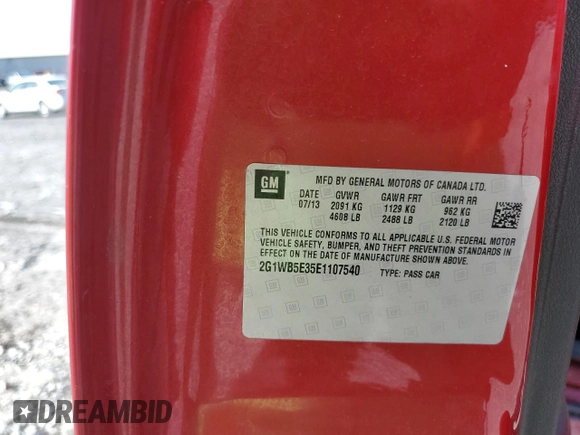 GM
MFD BY GENERAL MOTORS OF CANADA LTD.
DATE GVWR GAWR FRT GAWR RR
07/13 2091 KG 1129 KG 962 KG
4608 LB 2488 LB 2120 LB
THIS VEHICLE CONFORMS TO ALL APPLICABLE U.S. FEDERAL MOTOR
VEHICLE SAFETY, BUMPER, AND THEFT PREVENTION STANDARDS IN
EFFECT ON THE DATE OF MANUFACTURE SHOWN ABOVE.
2G1WB5E35E1107540 TYPE: PASS CAR
DREAMBID